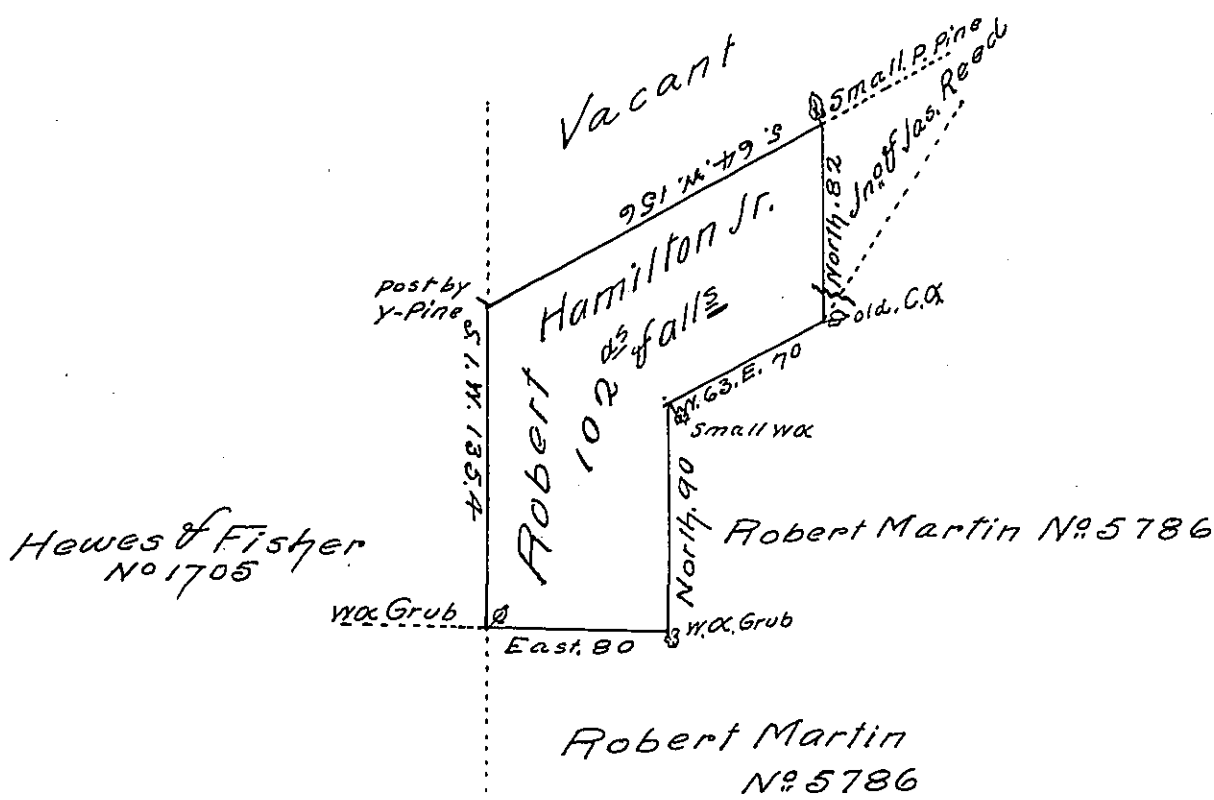 Vacant
Small. P. Pine
Jno. of Jas. Reed
S. 64. W. 156
North. 82
Robert Hamilton Jr.
102 as & falls
post by
Y-Pine
S 1. W. 135.4
old. C.O.
N. 63. E. 70
Small WO
North. 90
Robert Martin No. 5786
Hewes & Fisher
No 1705
WO Grub
W.O. Grub
East. 80
Robert Martin
No. 5786